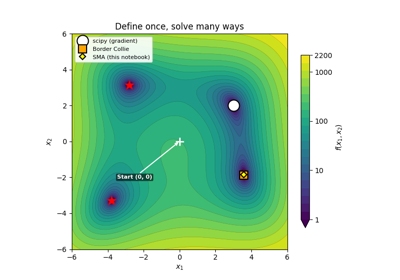 Define once, solve many ways
scipy (gradient)
Border Collie
SMA (this notebook)
Start (0, 0)
6
4
2
0
−2
−4
−6
−6
−4
−2
0
2
4
6
x₂
x₁
2200
1000
100
10
1
f(x₁, x₂)